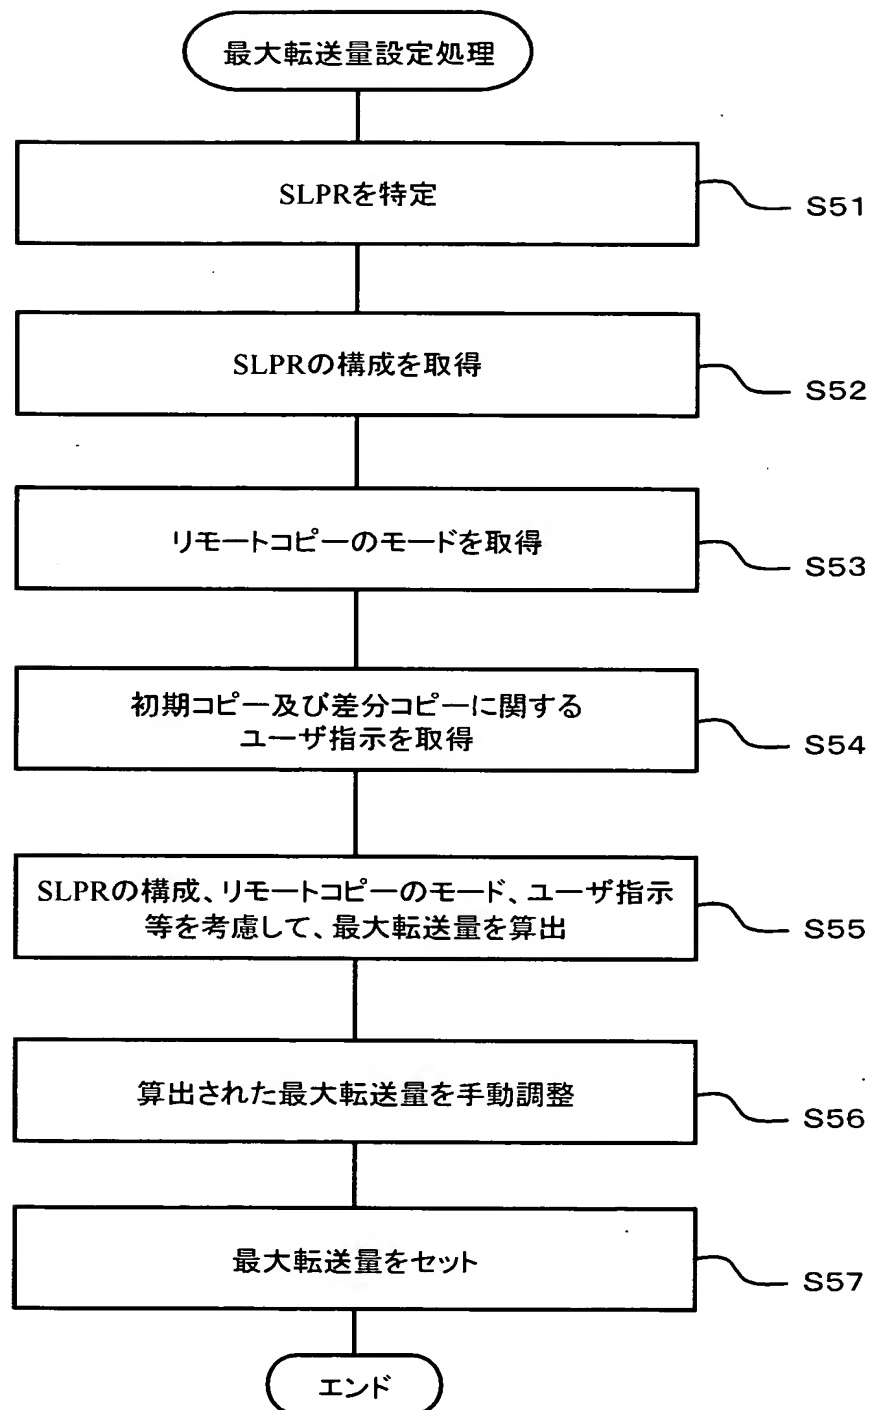 最大転送量設定処理
SLPRを特定
S51
SLPRの構成を取得
S52
リモートコピーのモードを取得
S53
初期コピー及び差分コピーに関する
ユーザ指示を取得
S54
SLPRの構成、リモートコピーのモード、ユーザ指示
等を考慮して、最大転送量を算出
S55
算出された最大転送量を手動調整
S56
最大転送量をセット
S57
エンド